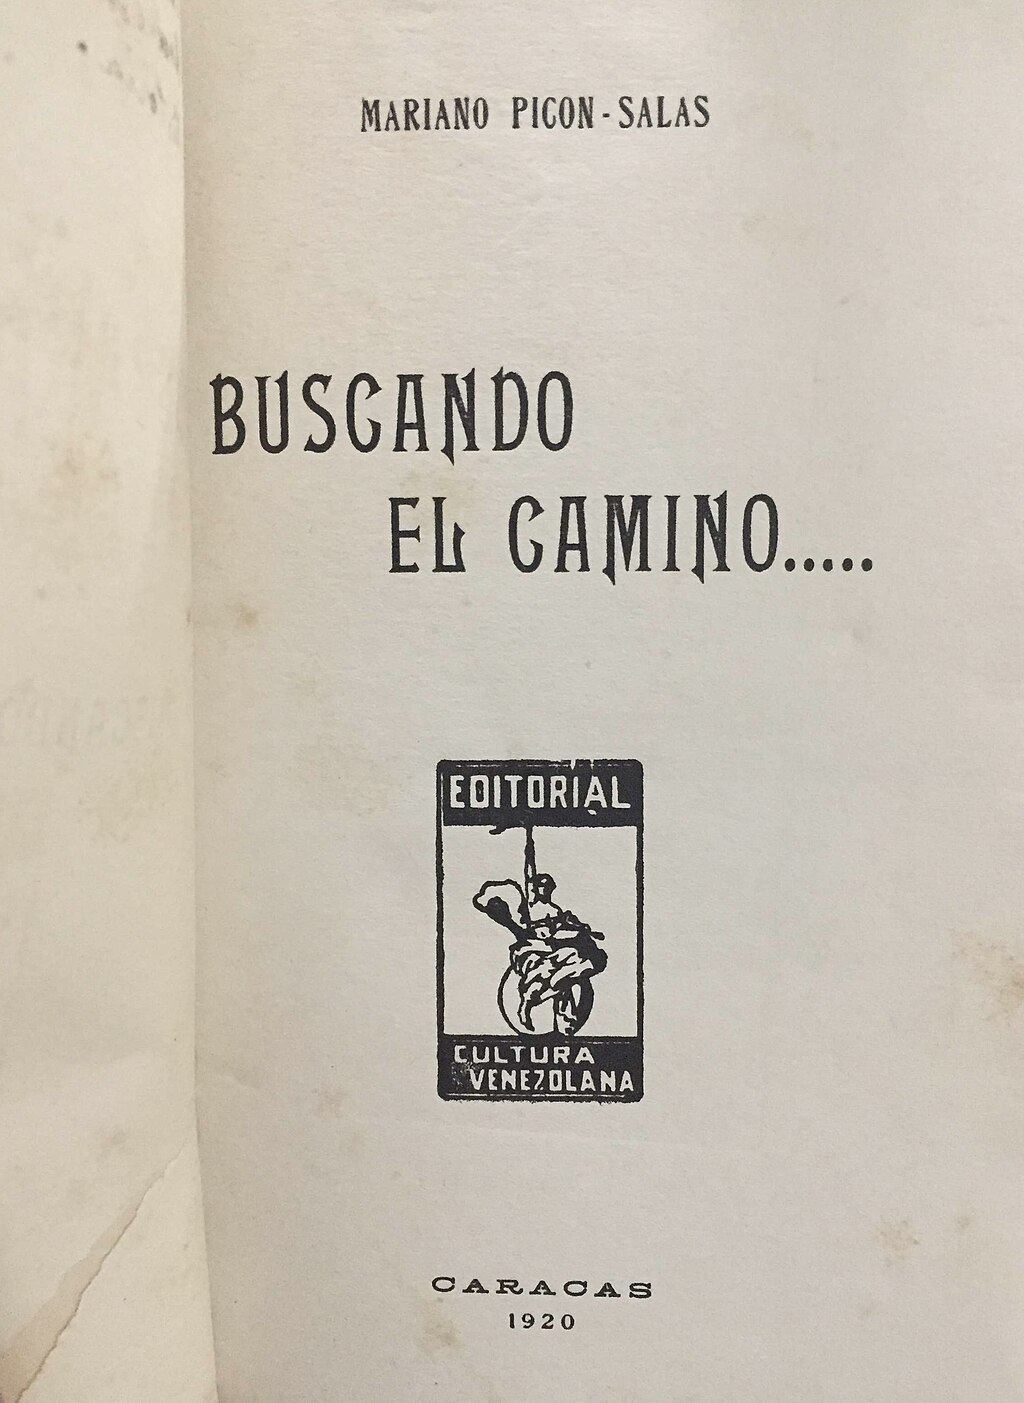 MARIANO PICON-SALAS
BUSCANDO
EL CAMINO.....
EDITORIAL
CULTURA
VENEZOLANA
CARACAS
1920